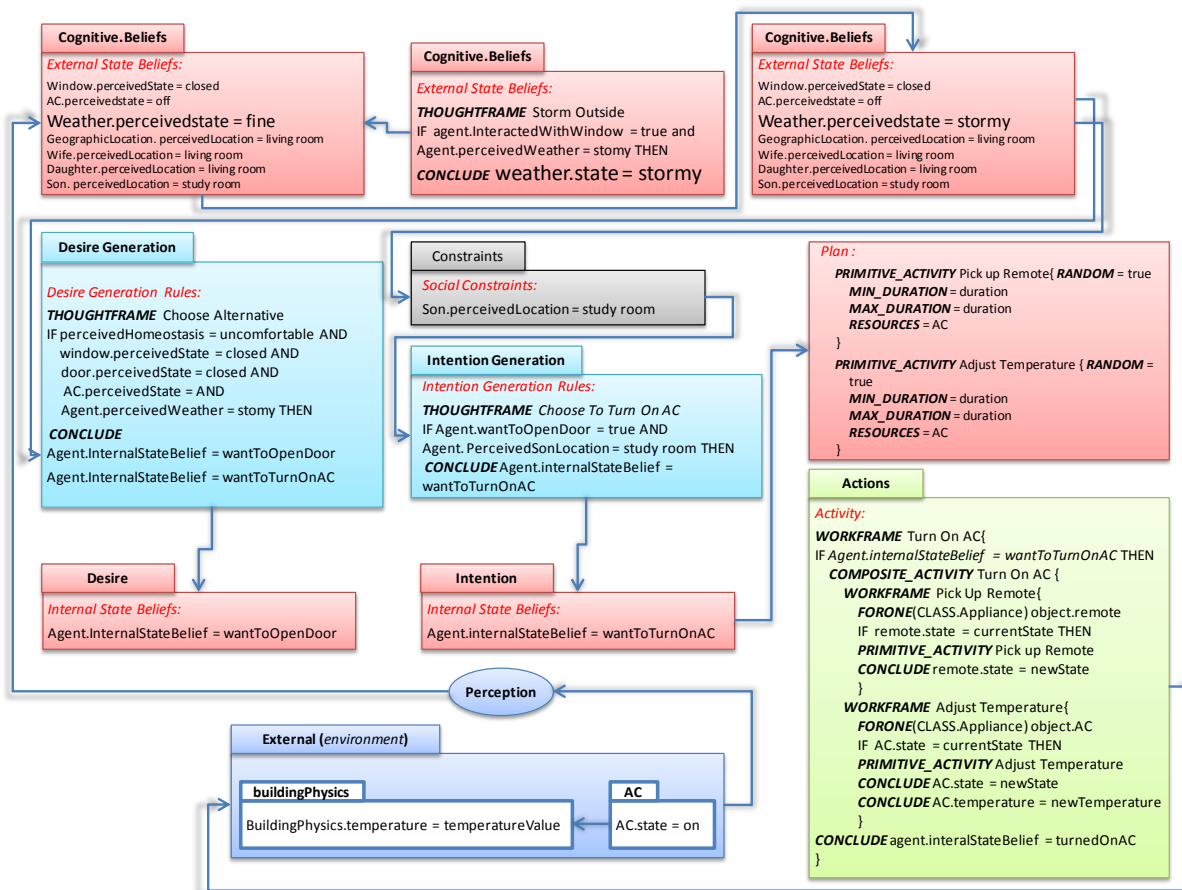 Cognitive.Beliefs
External State Beliefs:
Window.perceivedState = closed
AC.perceivedstate = off
Weather.perceivedstate = fine
GeographicLocation. perceivedLocation = living room
Wife.perceivedLocation = living room
Daughter.perceivedLocation = living room
Son. perceivedLocation = study room
Cognitive.Beliefs
External State Beliefs:
THOUGHTFRAME Storm Outside
IF agent.InteractedWithWindow = true and
Agent.perceivedWeather = stomy THEN
CONCLUDE weather.state = stormy
Cognitive.Beliefs
External State Beliefs:
Window.perceivedState = closed
AC.perceivedstate = off
Weather.perceivedstate = stormy
GeographicLocation. perceivedLocation = living room
Wife.perceivedLocation = living room
Daughter.perceivedLocation = living room
Son.perceivedLocation = study room
Desire Generation
Desire Generation Rules:
THOUGHTFRAME Choose Alternative
IF perceivedHomeostasis = uncomfortable AND
window.perceivedState = closed AND
door.perceivedState = closed AND
AC.perceivedState = AND
Agent.perceivedWeather = stomy THEN
CONCLUDE
Agent.InternalStateBelief = wantToOpenDoor
Agent.InternalStateBelief = wantToTurnOnAC
Constraints
Social Constraints:
Son.perceivedLocation = study room
Intention Generation
Intention Generation Rules:
THOUGHTFRAME Choose To Turn On AC
IF Agent.wantToOpenDoor = true AND
Agent. PerceivedSonLocation = study room THEN
CONCLUDE Agent.internalStateBelief =
wantToTurnOnAC
Plan :
PRIMITIVE_ACTIVITY Pick up Remote{ RANDOM = true
MIN_DURATION = duration
MAX_DURATION = duration
RESOURCES = AC
}
PRIMITIVE_ACTIVITY Adjust Temperature { RANDOM =
true
MIN_DURATION = duration
MAX_DURATION = duration
RESOURCES = AC
}
Desire
Internal State Beliefs:
Agent.InternalStateBelief = wantToOpenDoor
Intention
Internal State Beliefs:
Agent.internalStateBelief = wantToTurnOnAC
Actions
Activity:
WORKFRAME Turn On AC{
IF Agent.internalStateBelief = wantToTurnOnAC THEN
COMPOSITE_ACTIVITY Turn On AC {
WORKFRAME Pick Up Remote{
FORONE(CLASS.Appliance) object.remote
IF remote.state = currentState THEN
PRIMITIVE_ACTIVITY Pick up Remote
CONCLUDE remote.state = newState
}
WORKFRAME Adjust Temperature{
FORONE(CLASS.Appliance) object.AC
IF AC.state = currentState THEN
PRIMITIVE_ACTIVITY Adjust Temperature
CONCLUDE AC.state = newState
CONCLUDE AC.temperature = newTemperature
}
CONCLUDE agent.interalStateBelief = turnedOnAC
}
Perception
External (environment)
buildingPhysics
BuildingPhysics.temperature = temperatureValue
AC
AC.state = on